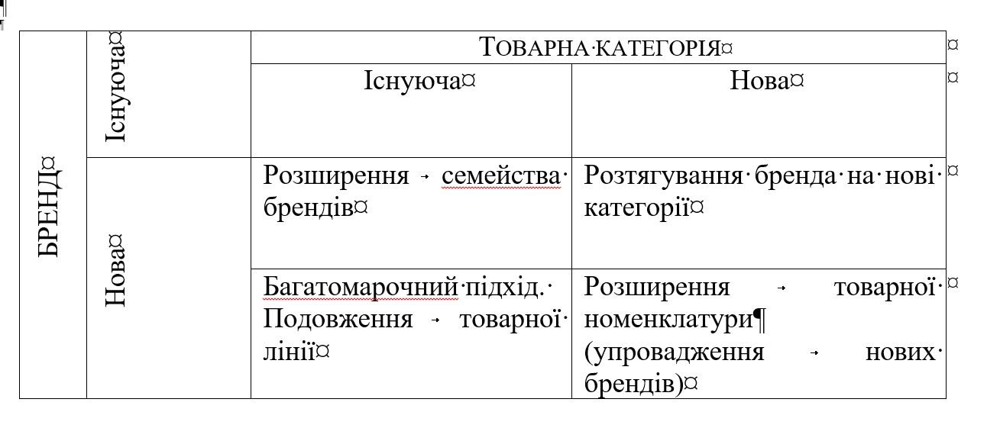 ТОВАРНА КАТЕГОРІЯ
БРЕНД
Існуюча
Існуюча
Нова
Нова
Розширення семейства
брендів
Розтягування бренда на нові
категорії
Багатомарочний підхід.
Подовження товарної
лінії
Розширення товарної
номенклатури
(упровадження нових
брендів)